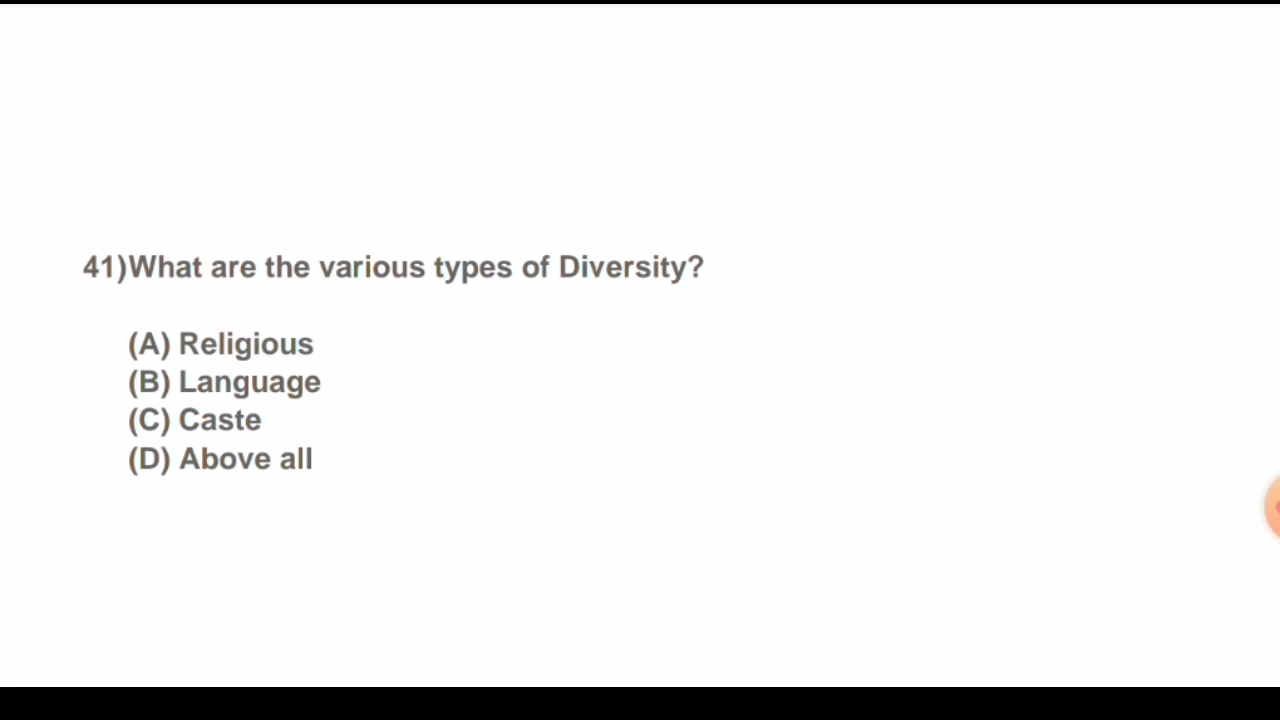 41)What are the various types of Diversity?
(A) Religious
(B) Language
(C) Caste
(D) Above all